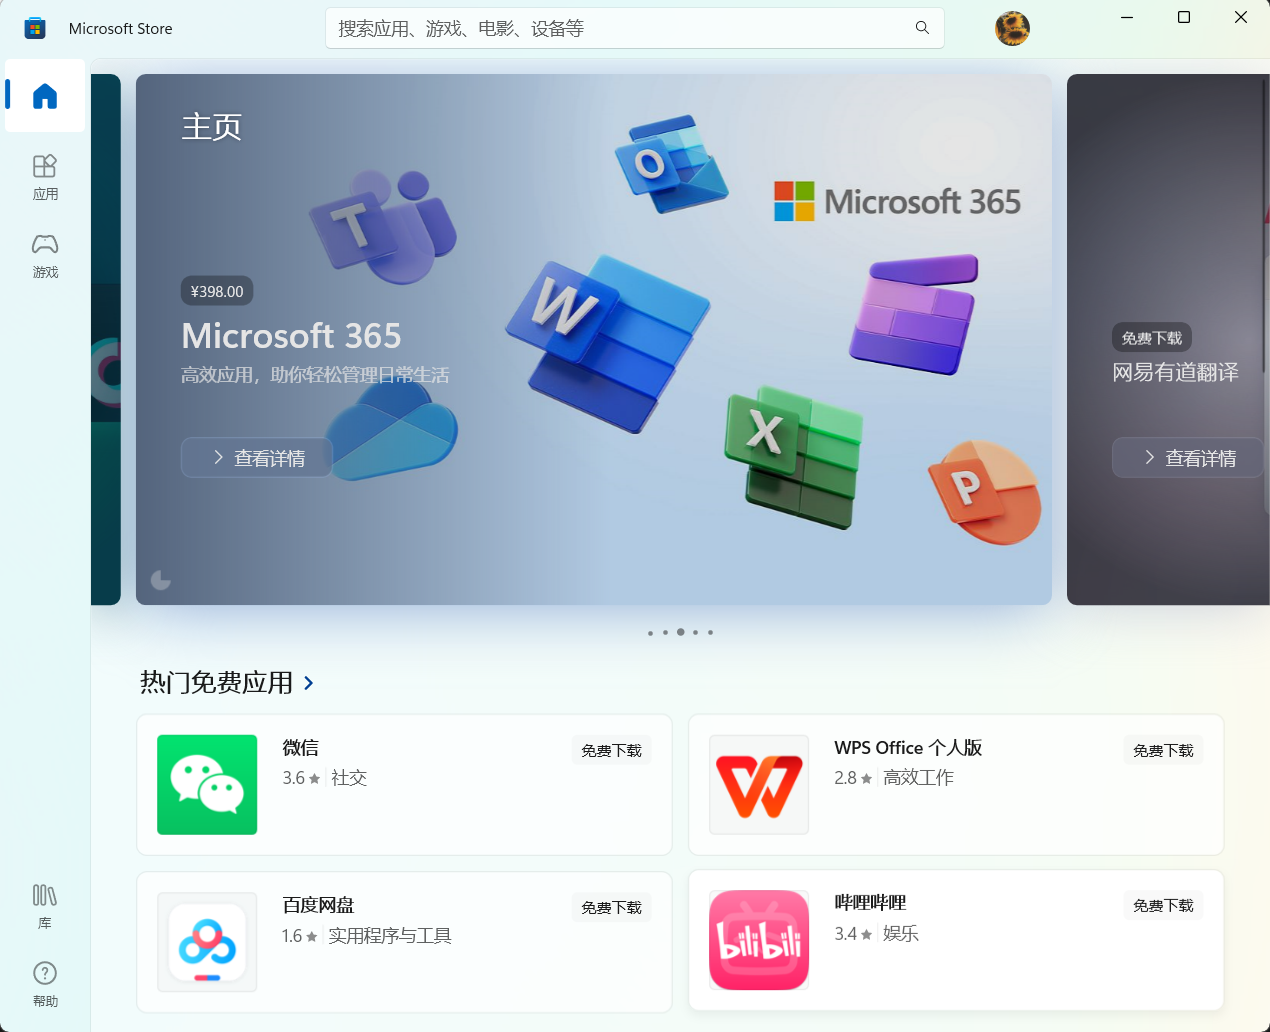 Microsoft Store
搜索应用、游戏、电影、设备等
应用
游戏
库
帮助
主页
Microsoft 365
¥398.00
Microsoft 365
高效应用，助你轻松管理日常生活
查看详情
T
O
W
X
P
免费下载
网易有道翻译
查看详情
热门免费应用
微信
3.6 ★ 社交
免费下载
WPS Office 个人版
2.8 ★ 高效工作
免费下载
百度网盘
1.6 ★ 实用程序与工具
免费下载
bilibili
哔哩哔哩
3.4 ★ 娱乐
免费下载